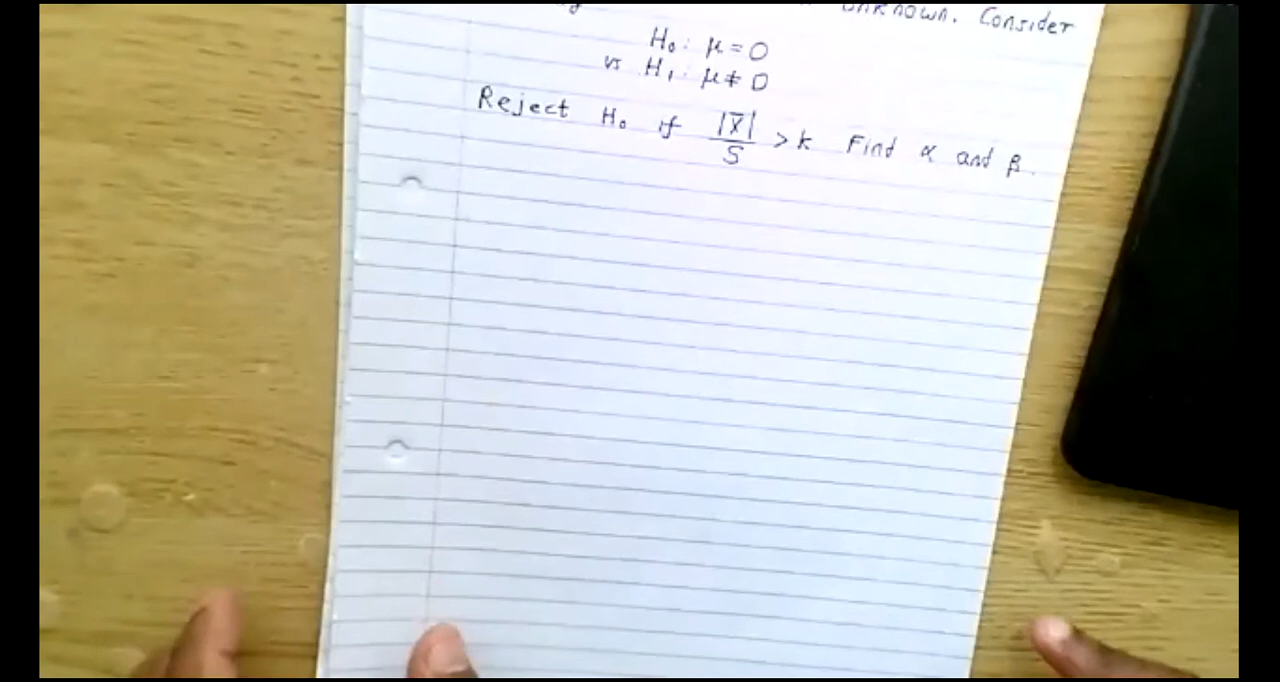 unknown. Consider
H₀: μ = 0
vs H₁: μ ≠ 0
Reject H₀ if |X̄|/S > k Find α and β.